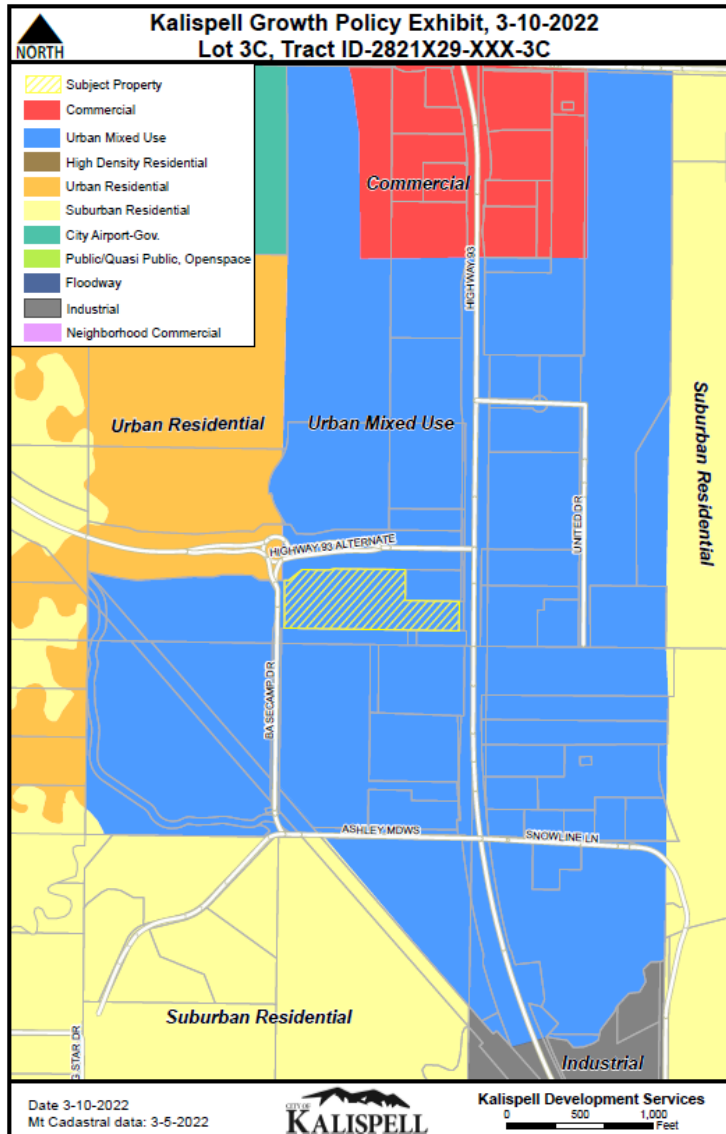 NORTH
Kalispell Growth Policy Exhibit, 3-10-2022
Lot 3C, Tract ID-2821X29-XXX-3C
Subject Property
Commercial
Urban Mixed Use
High Density Residential
Urban Residential
Suburban Residential
City Airport-Gov.
Public/Quasi Public, Openspace
Floodway
Industrial
Neighborhood Commercial
Commercial
HIGHWAY 93
Urban Residential
Urban Mixed Use
Suburban Residential
UNITED DR
HIGHWAY 93 ALTERNATE
BASECAMP DR
ASHLEY MDWS
SNOWLINE LN
Suburban Residential
G STAR DR
Industrial
Date 3-10-2022
Mt Cadastral data: 3-5-2022
CITY OF
KALISPELL
Kalispell Development Services
0 500 1,000
Feet